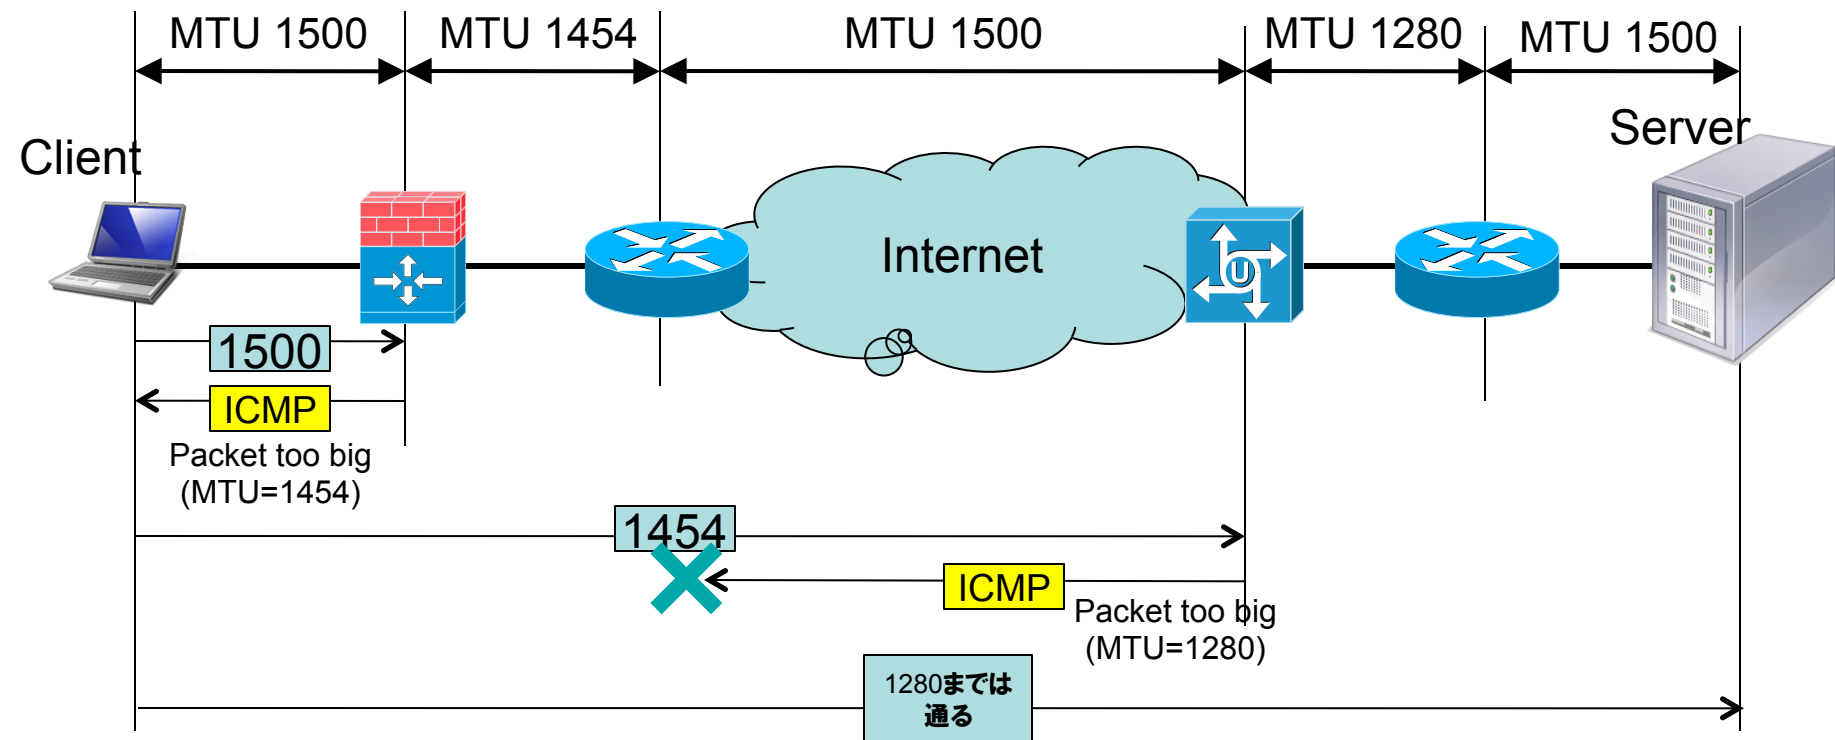 MTU 1500
MTU 1454
MTU 1500
MTU 1280
MTU 1500
Client
Server
Internet
U
1500
ICMP
Packet too big
(MTU=1454)
1454
ICMP
Packet too big
(MTU=1280)
1280までは
通る